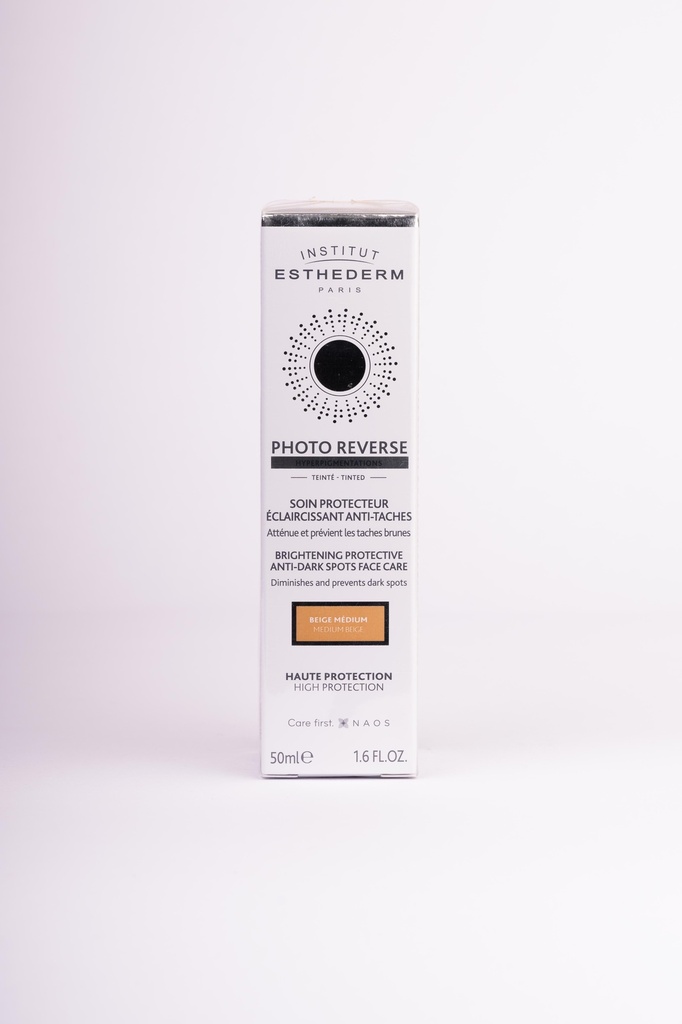 INSTITUT
ESTHEDERM
PARIS
PHOTO REVERSE
HYPERPIGMENTATIONS
TEINTÉ - TINTED
SOIN PROTECTEUR
ÉCLAIRCISSANT ANTI-TACHES
Atténue et prévient les taches brunes
BRIGHTENING PROTECTIVE
ANTI-DARK SPOTS FACE CARE
Diminishes and prevents dark spots
BEIGE MÉDIUM
MEDIUM BEIGE
HAUTE PROTECTION
HIGH PROTECTION
Care first. NAOS
50ml℮ 1.6 FL.OZ.